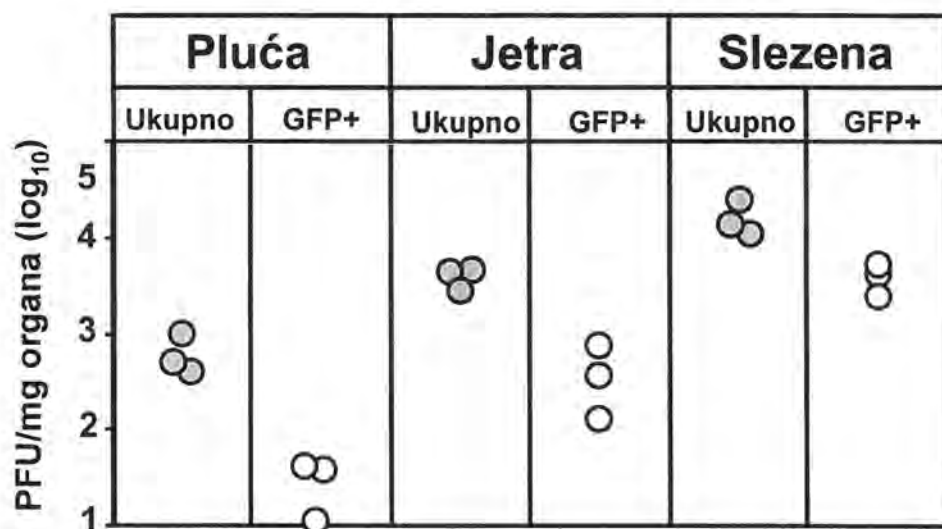 Pluća Jetra Slezena
Ukupno GFP+ Ukupno GFP+ Ukupno GFP+
PFU/mg organa (log₁₀)
5
4
3
2
1